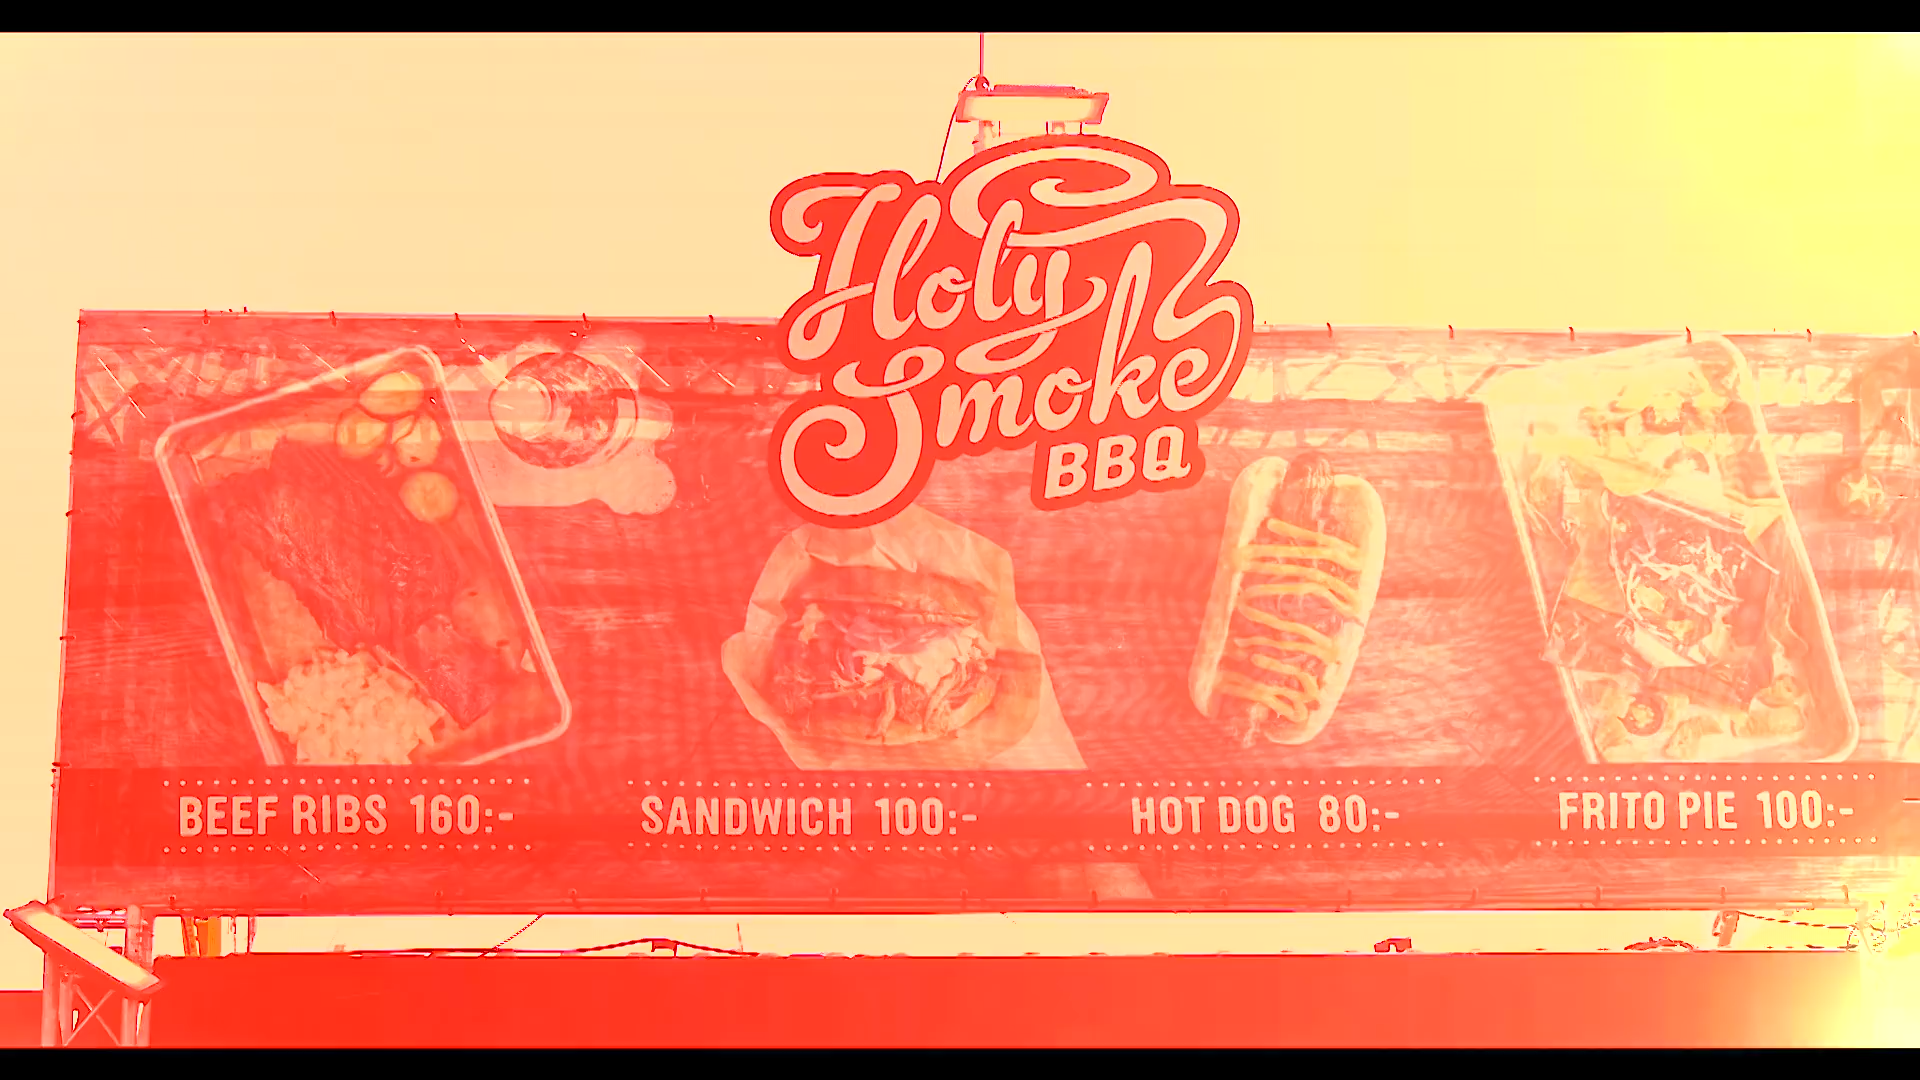 Holy
Smoke
BBQ
BEEF RIBS 160:-
SANDWICH 100:-
HOT DOG 80:-
FRITO PIE 100:-